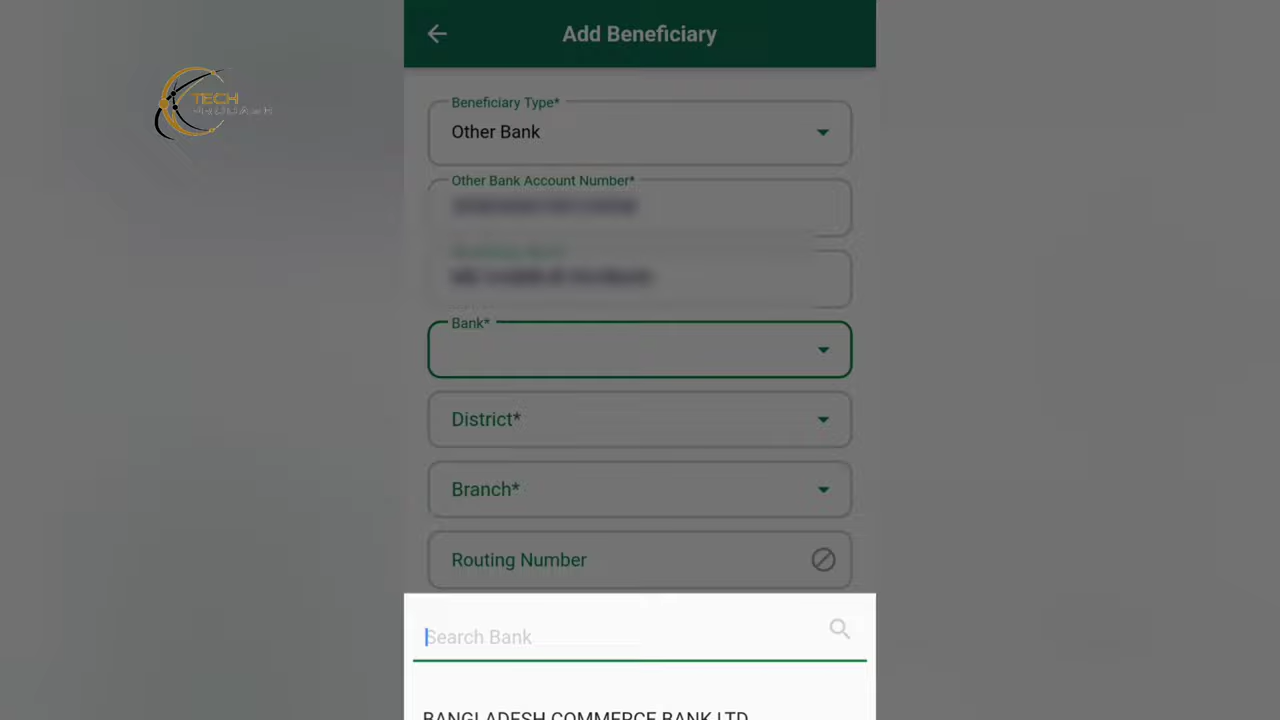 Add Beneficiary
TECH
Beneficiary Type*
Other Bank
Other Bank Account Number*
Bank*
District*
Branch*
Routing Number
Search Bank
BANGLADESH COMMERCE BANK LTD